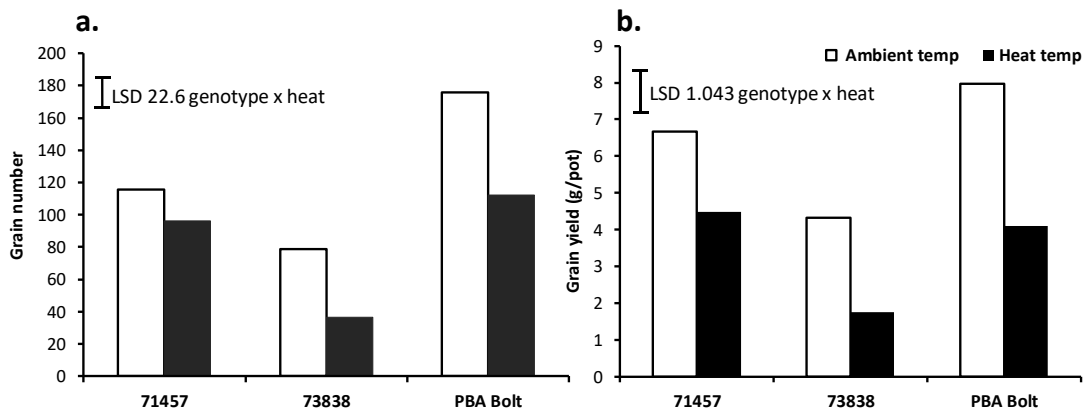 a.
200
180
160
140
120
100
80
60
40
20
0
Grain number
LSD 22.6 genotype x heat
71457
73838
PBA Bolt
b.
9
8
7
6
5
4
3
2
1
0
Grain yield (g/pot)
Ambient temp
Heat temp
LSD 1.043 genotype x heat
71457
73838
PBA Bolt